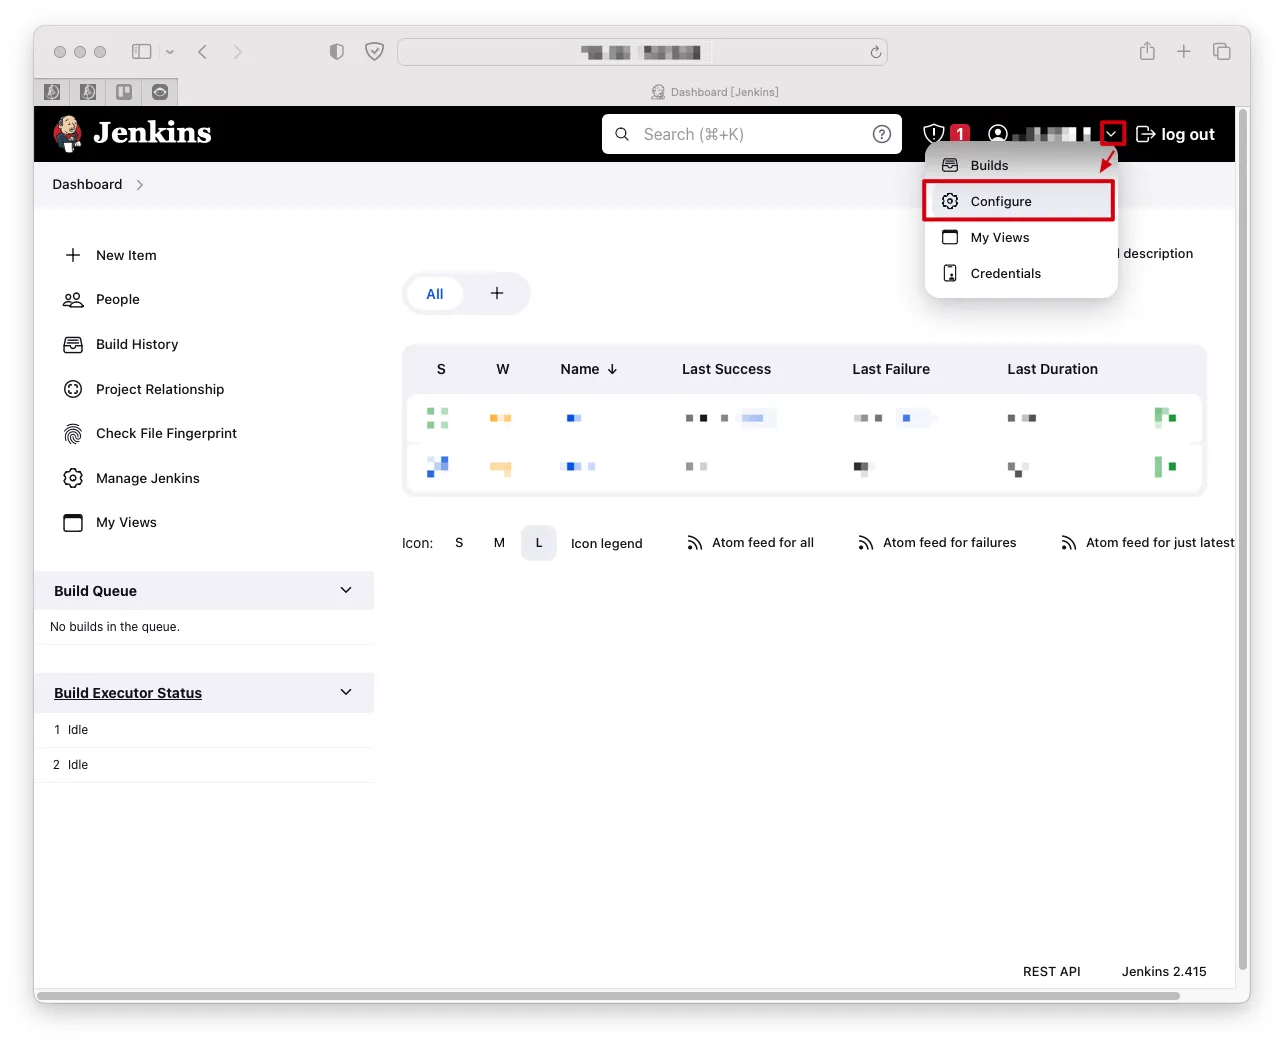 Dashboard [Jenkins]
Jenkins
Search (⌘+K)
1
log out
Dashboard
Builds
Configure
My Views
Credentials
description
New Item
People
Build History
Project Relationship
Check File Fingerprint
Manage Jenkins
My Views
All +
S W Name ↓ Last Success Last Failure Last Duration
Icon: S M L Icon legend Atom feed for all Atom feed for failures Atom feed for just latest
Build Queue
No builds in the queue.
Build Executor Status
1 Idle
2 Idle
REST API Jenkins 2.415